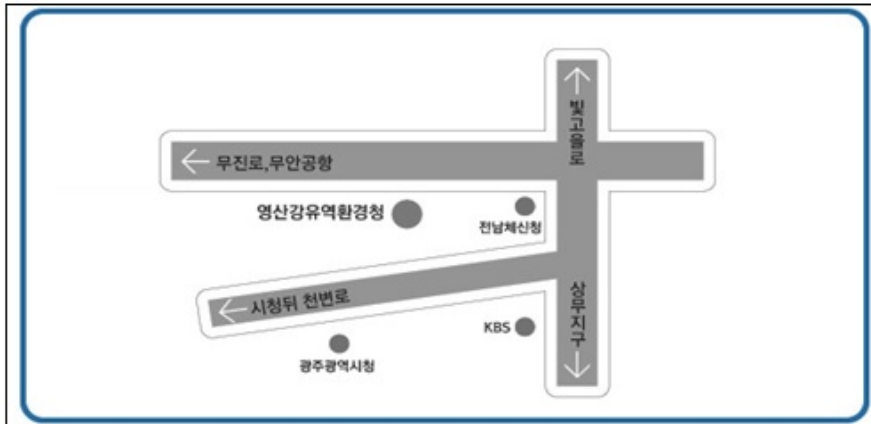 빛고을로
무진로,무안공항
영산강유역환경청
전남체신청
시청뒤 천변로
상무지구
KBS
광주광역시청